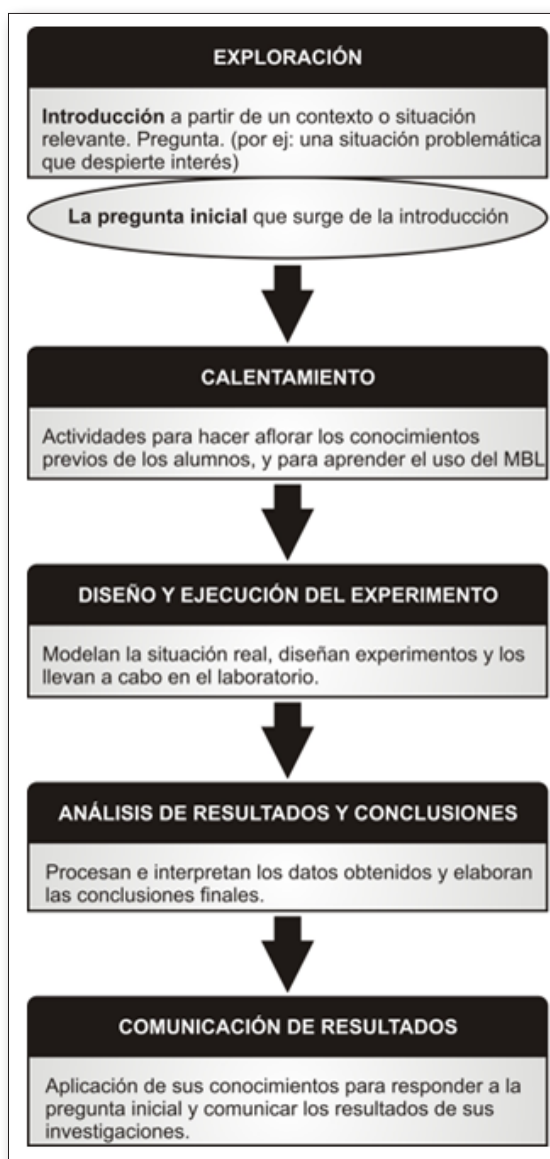 EXPLORACIÓN
Introducción a partir de un contexto o situación
relevante. Pregunta. (por ej: una situación problemática
que despierte interés)
La pregunta inicial que surge de la introducción
CALENTAMIENTO
Actividades para hacer aflorar los conocimientos
previos de los alumnos, y para aprender el uso del MBL
DISEÑO Y EJECUCIÓN DEL EXPERIMENTO
Modelan la situación real, diseñan experimentos y los
llevan a cabo en el laboratorio.
ANÁLISIS DE RESULTADOS Y CONCLUSIONES
Procesan e interpretan los datos obtenidos y elaboran
las conclusiones finales.
COMUNICACIÓN DE RESULTADOS
Aplicación de sus conocimientos para responder a la
pregunta inicial y comunicar los resultados de sus
investigaciones.